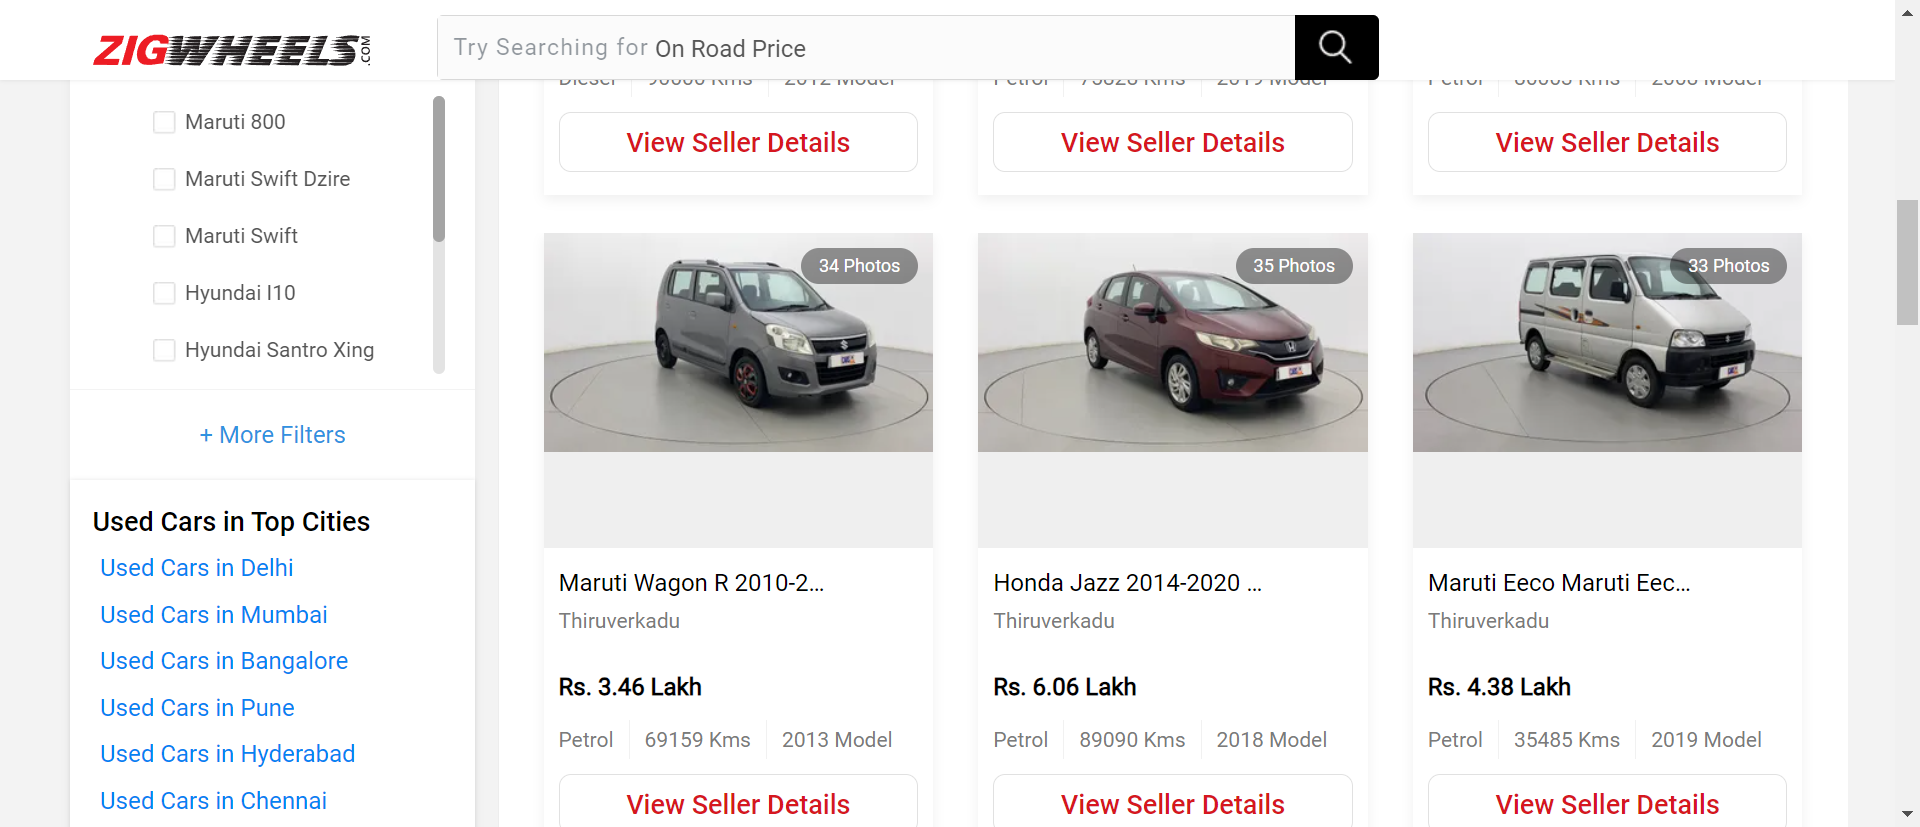 ZIGWHEELS.COM
Try Searching for On Road Price
Diesel 90000 Kms 2012 Model
Petrol 2019 Model
Petrol Kms Model
View Seller Details
View Seller Details
View Seller Details
Maruti 800
Maruti Swift Dzire
Maruti Swift
Hyundai I10
Hyundai Santro Xing
+ More Filters
Used Cars in Top Cities
Used Cars in Delhi
Used Cars in Mumbai
Used Cars in Bangalore
Used Cars in Pune
Used Cars in Hyderabad
Used Cars in Chennai
34 Photos
Maruti Wagon R 2010-2...
Thiruverkadu
Rs. 3.46 Lakh
Petrol 69159 Kms 2013 Model
View Seller Details
35 Photos
Honda Jazz 2014-2020 ...
Thiruverkadu
Rs. 6.06 Lakh
Petrol 89090 Kms 2018 Model
View Seller Details
33 Photos
Maruti Eeco Maruti Eec...
Thiruverkadu
Rs. 4.38 Lakh
Petrol 35485 Kms 2019 Model
View Seller Details